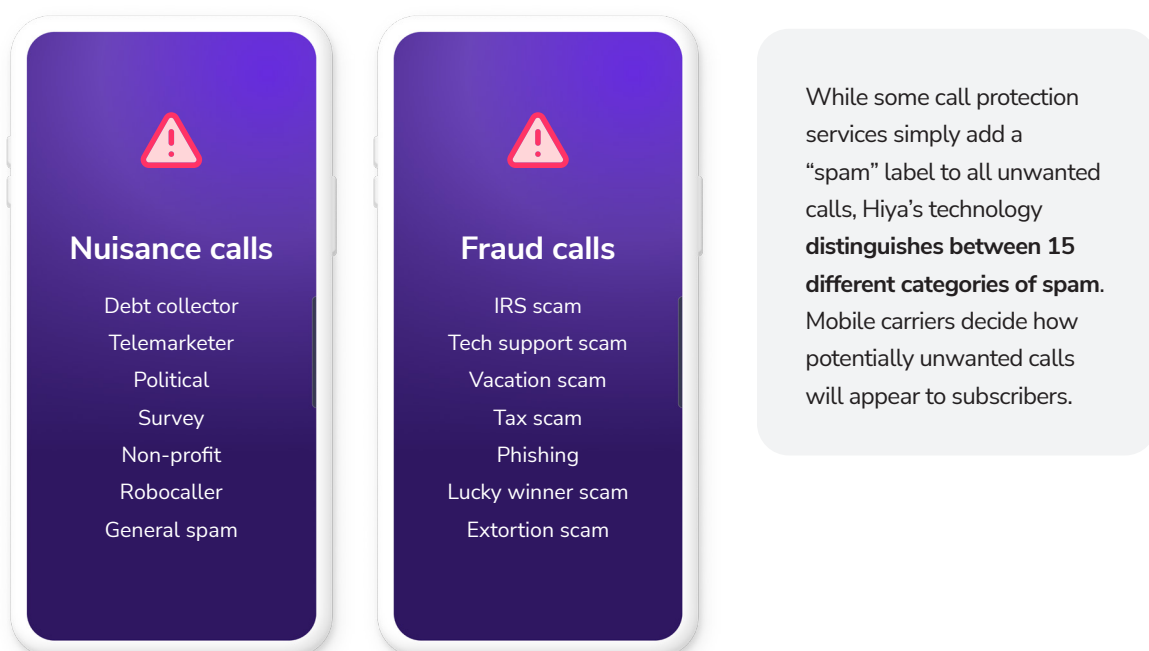 Nuisance calls
Debt collector
Telemarketer
Political
Survey
Non-profit
Robocaller
General spam
Fraud calls
IRS scam
Tech support scam
Vacation scam
Tax scam
Phishing
Lucky winner scam
Extortion scam
While some call protection
services simply add a
“spam” label to all unwanted
calls, Hiya’s technology
distinguishes between 15
different categories of spam.
Mobile carriers decide how
potentially unwanted calls
will appear to subscribers.